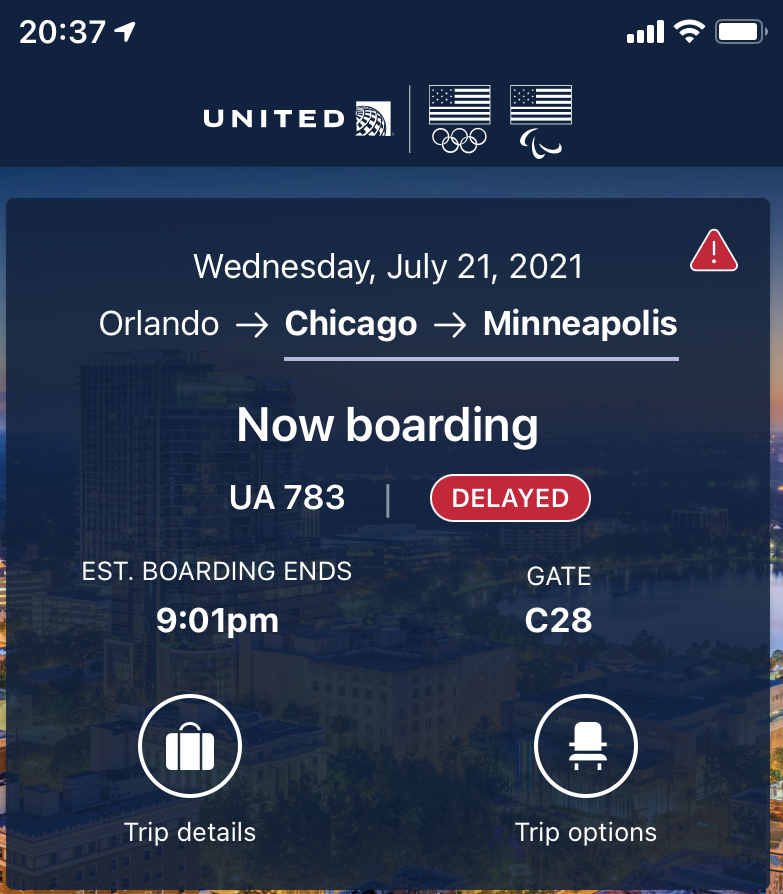 20:37
UNITED
Wednesday, July 21, 2021
Orlando → Chicago → Minneapolis
Now boarding
UA 783 | DELAYED
EST. BOARDING ENDS GATE
9:01pm C28
Trip details Trip options